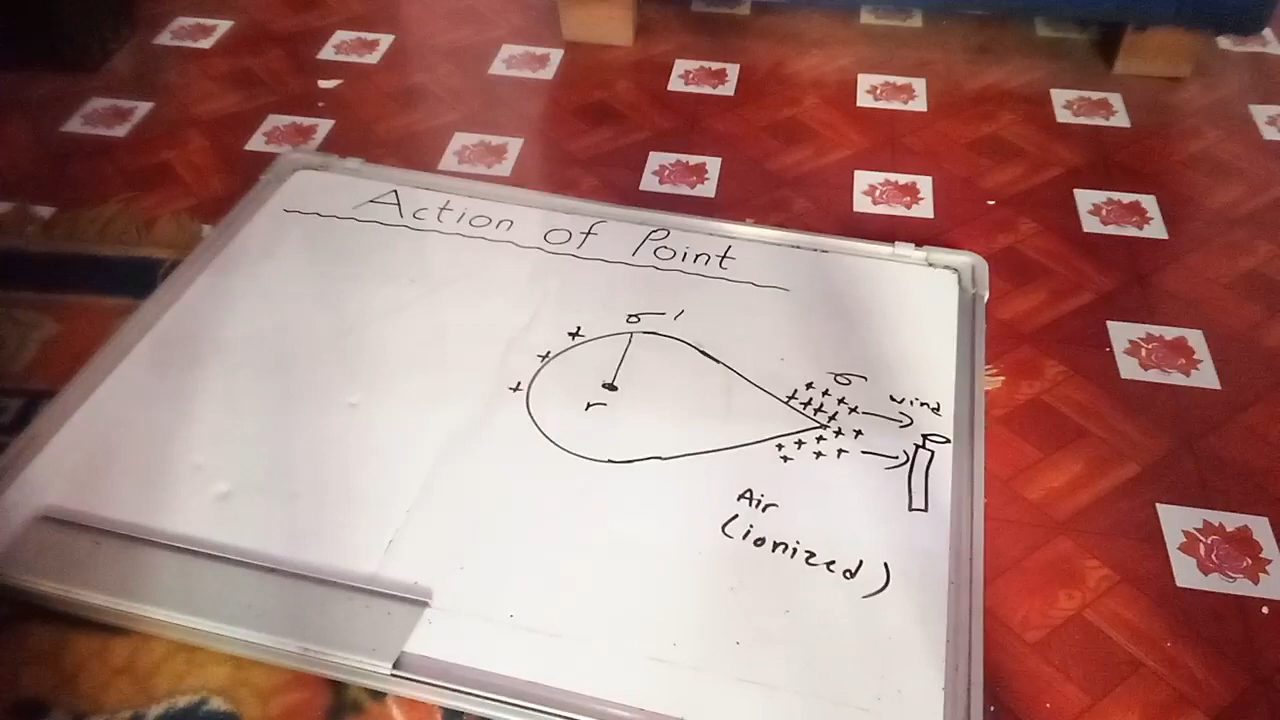 Action of Point
σ'
r
σ
wind
Air
(ionized)